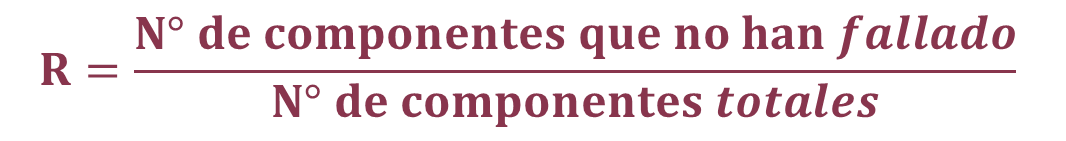 N° de componentes que no han fallado
R =
N° de componentes totales